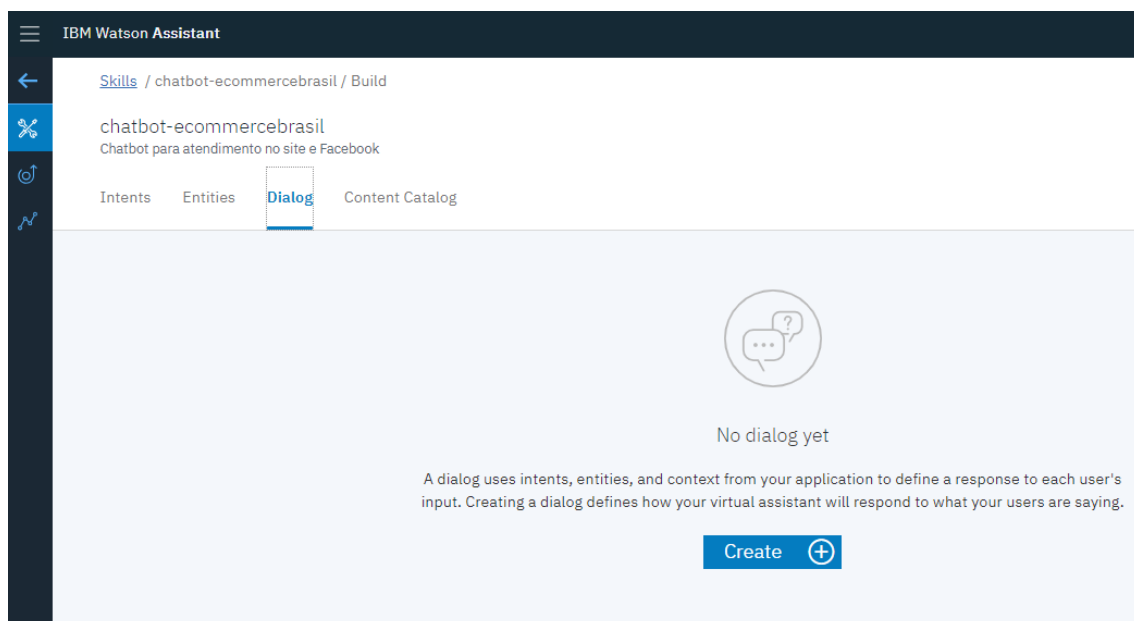 IBM Watson Assistant
Skills / chatbot-ecommercebrasil / Build
chatbot-ecommercebrasil
Chatbot para atendimento no site e Facebook
Intents Entities Dialog Content Catalog
?
No dialog yet
A dialog uses intents, entities, and context from your application to define a response to each user's
input. Creating a dialog defines how your virtual assistant will respond to what your users are saying.
Create